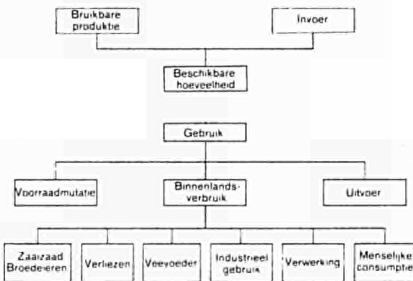 Bruikbare
produktie
Invoer
Beschikbare
hoeveelheid
Gebruik
Voorraadmutatie
Binnenlands-
verbruik
Uitvoer
Zaaizaad
Broedeieren
Verliezen
Veevoeder
Industrieel
gebruik
Verwerking
Menselijke
consumptie